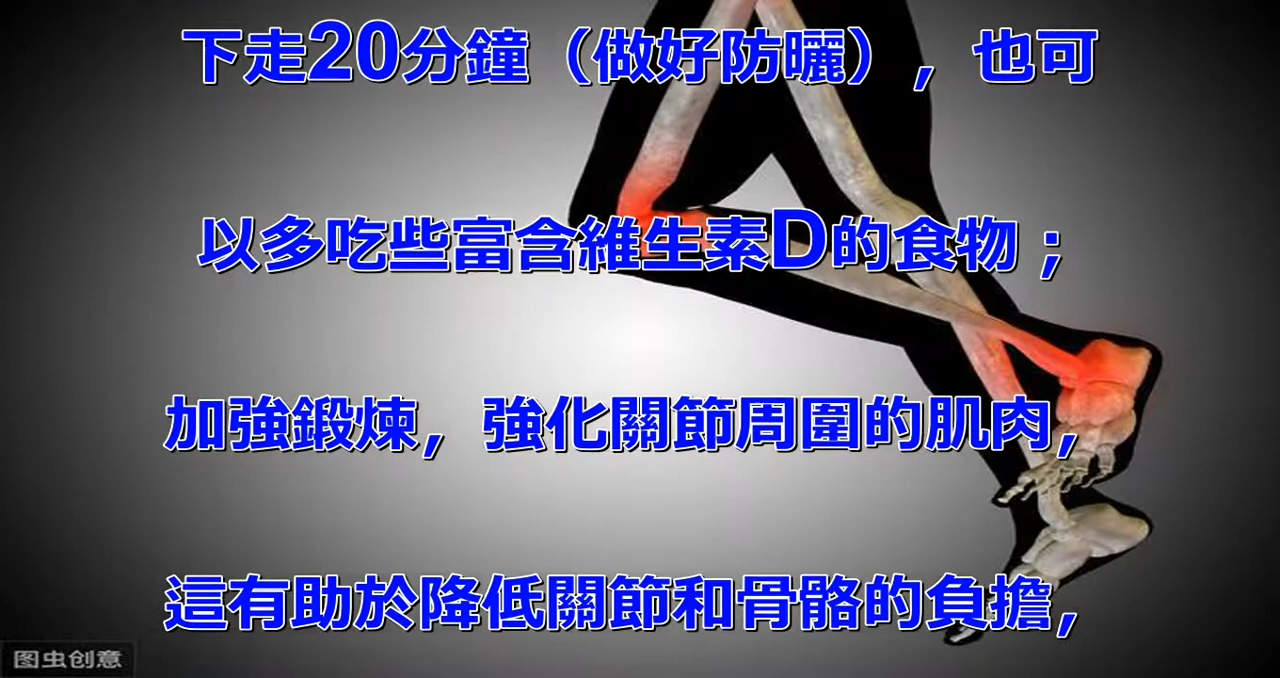 下走20分鐘（做好防曬），也可
以多吃些富含維生素D的食物；
加強鍛煉，強化關節周圍的肌肉，
這有助於降低關節和骨骼的負擔，
图虫创意